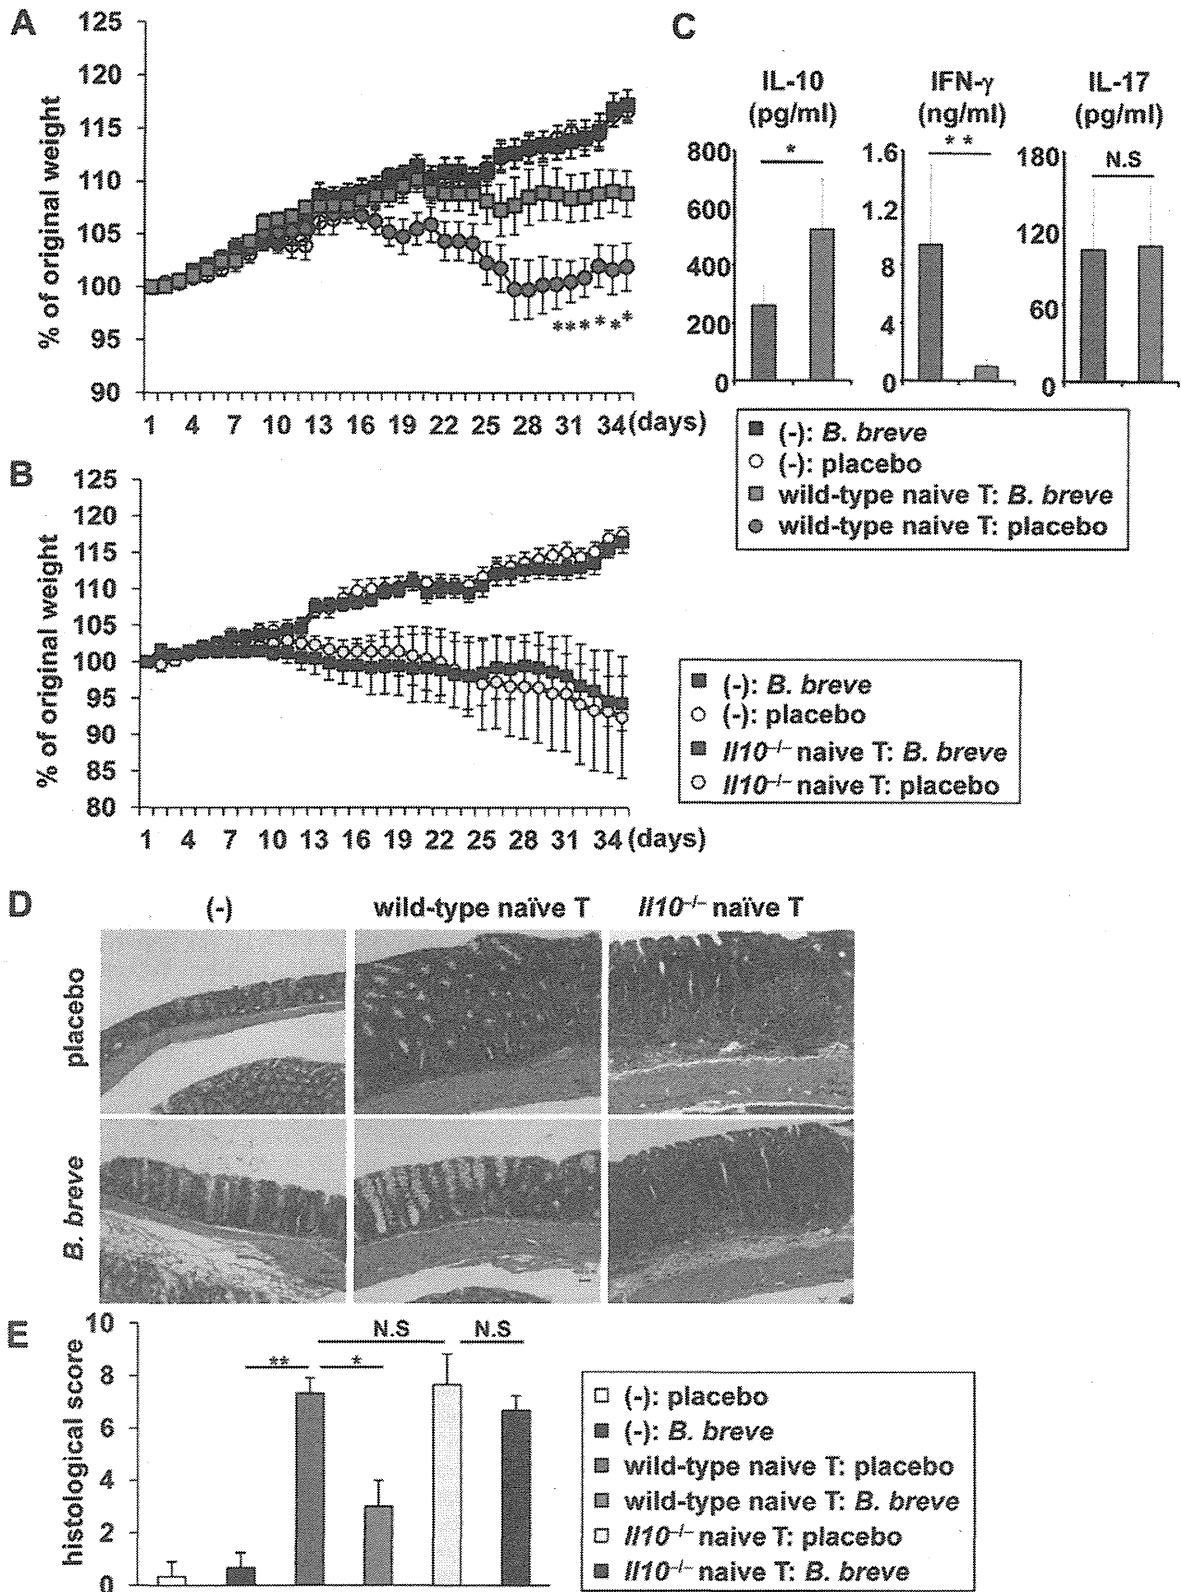 A
% of original weight
125
120
115
110
105
100
95
90
****** 
1 4 7 10 13 16 19 22 25 28 31 34 (days)
C
IL-10
(pg/ml)
800
600
400
200
0
*
IFN-γ
(ng/ml)
1.6
1.2
8
4
0
**
IL-17
(pg/ml)
180
120
60
0
N.S
(-): B. breve
(-): placebo
wild-type naive T: B. breve
wild-type naive T: placebo
B
% of original weight
125
120
115
110
105
100
95
90
85
80
1 4 7 10 13 16 19 22 25 28 31 34 (days)
(-): B. breve
(-): placebo
Il10–/– naive T: B. breve
Il10–/– naive T: placebo
D
(-) wild-type naïve T Il10–/– naïve T
placebo
B. breve
E
histological score
10
8
6
4
2
0
** * N.S N.S
(-): placebo
(-): B. breve
wild-type naive T: placebo
wild-type naive T: B. breve
Il10–/– naive T: placebo
Il10–/– naive T: B. breve